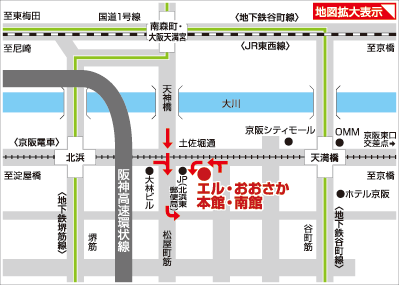 地図拡大表示
至東梅田
国道1号線
南森町・
大阪天満宮
〈地下鉄谷町線〉
至尼崎
〈JR東西線〉
至京橋
天神橋
大川
土佐堀通
京阪シティモール
OMM
京阪東口
交差点→
〈京阪電車〉
北浜
天満橋
至淀屋橋
至京橋
大林ビル
JP北浜東
郵便局
エル・おおさか
本館・南館
ホテル京阪
阪神高速環状線
〈地下鉄堺筋線〉
堺筋
松屋町筋
谷町筋
〈地下鉄谷町線〉